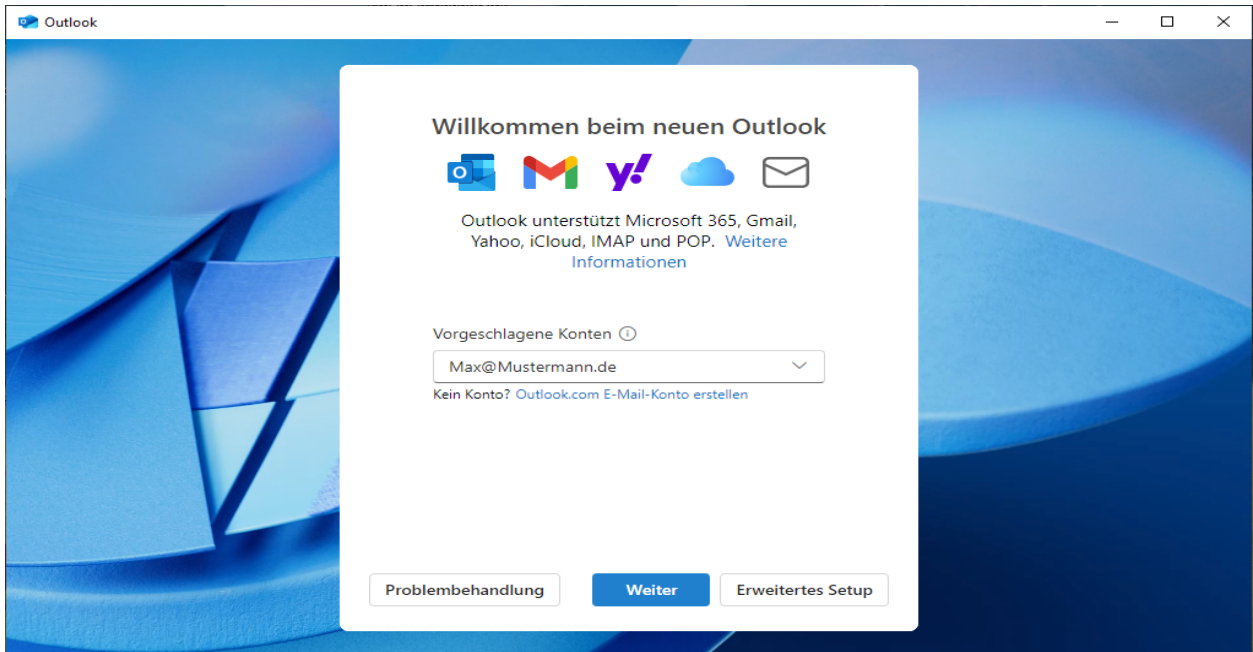 Outlook
Willkommen beim neuen Outlook
Outlook unterstützt Microsoft 365, Gmail,
Yahoo, iCloud, IMAP und POP. Weitere
Informationen
Vorgeschlagene Konten
Max@Mustermann.de
Kein Konto? Outlook.com E-Mail-Konto erstellen
Problembehandlung Weiter Erweitertes Setup